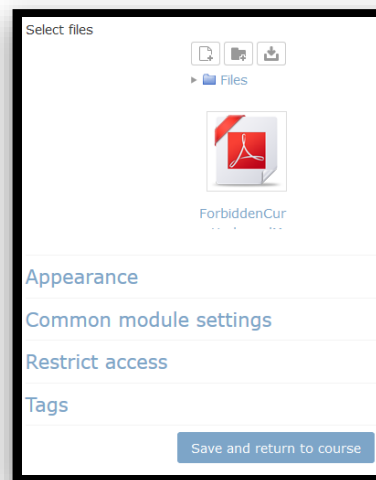 Select files
Files
ForbiddenCur
Appearance
Common module settings
Restrict access
Tags
Save and return to course